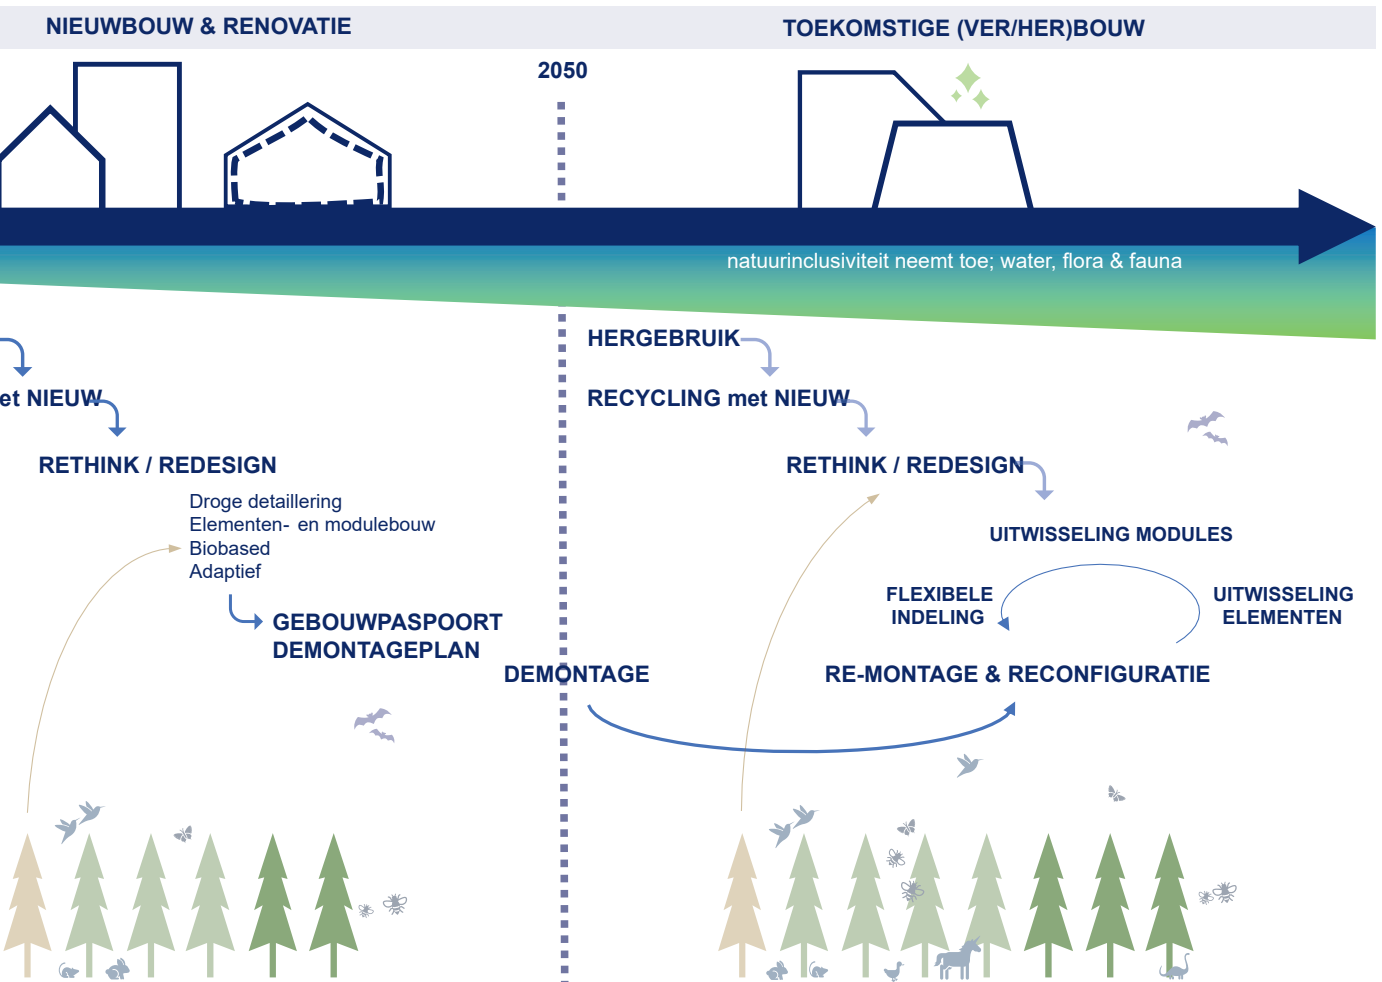 NIEUWBOUW & RENOVATIE
TOEKOMSTIGE (VER/HER)BOUW
2050
natuurinclusiviteit neemt toe; water, flora & fauna
HERGEBRUIK
et NIEUW
RECYCLING met NIEUW
RETHINK / REDESIGN
RETHINK / REDESIGN
Droge detaillering
Elementen- en modulebouw
Biobased
Adaptief
UITWISSELING MODULES
FLEXIBELE
INDELING
UITWISSELING
ELEMENTEN
GEBOUWPASPOORT
DEMONTAGEPLAN
DEMONTAGE
RE-MONTAGE & RECONFIGURATIE